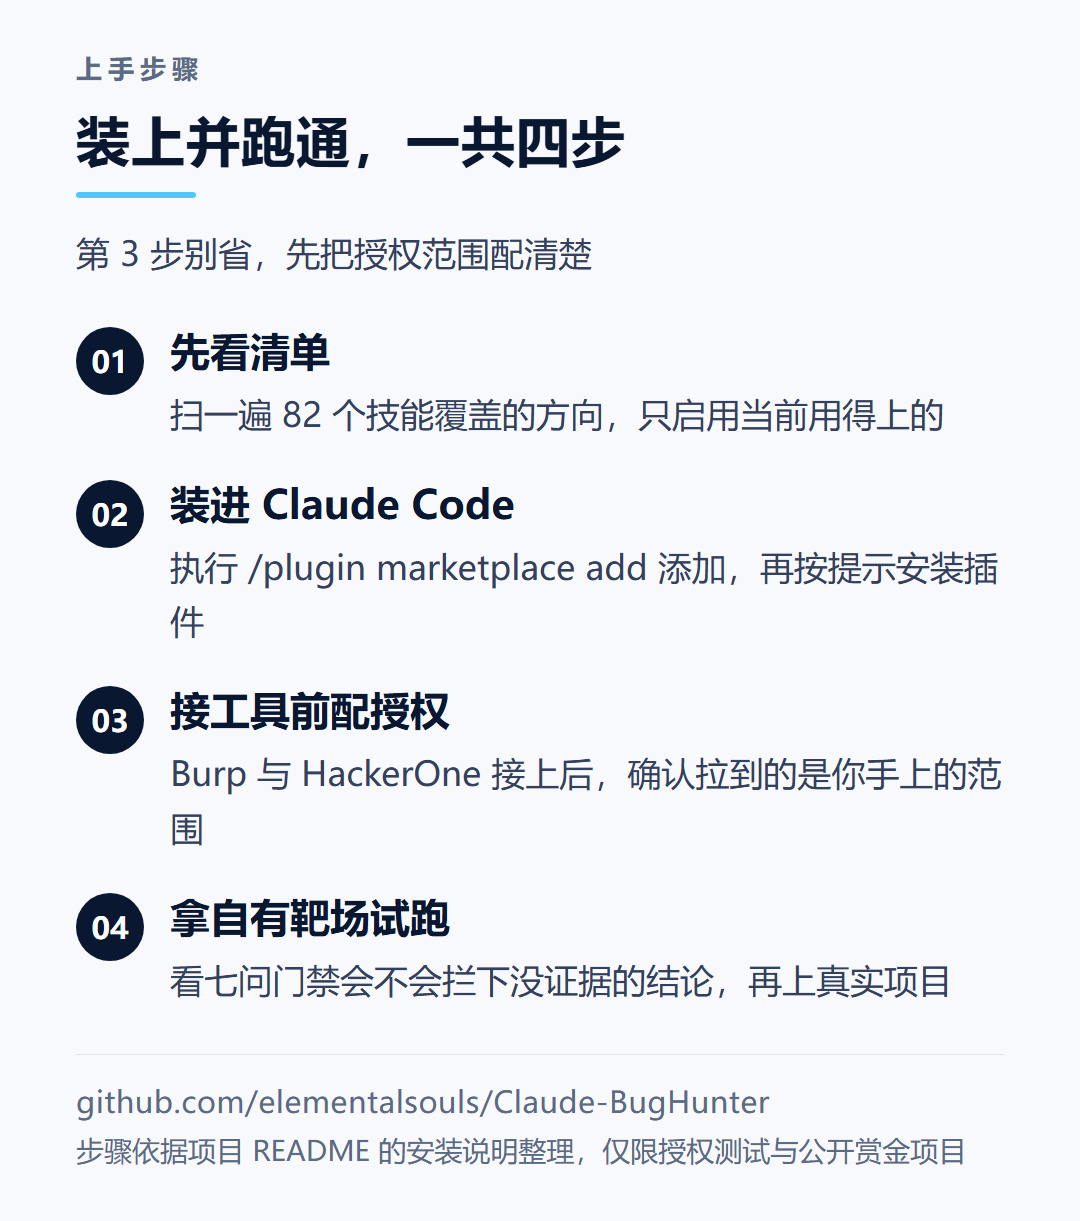 上手步骤
装上并跑通，一共四步
第 3 步别省，先把授权范围配清楚
01
先看清单
扫一遍 82 个技能覆盖的方向，只启用当前用得上的
02
装进 Claude Code
执行 /plugin marketplace add 添加，再按提示安装插
件
03
接工具前配授权
Burp 与 HackerOne 接上后，确认拉到的是你手上的范
围
04
拿自有靶场试跑
看七问门禁会不会拦下没证据的结论，再上真实项目
github.com/elementalsouls/Claude-BugHunter
步骤依据项目 README 的安装说明整理，仅限授权测试与公开赏金项目